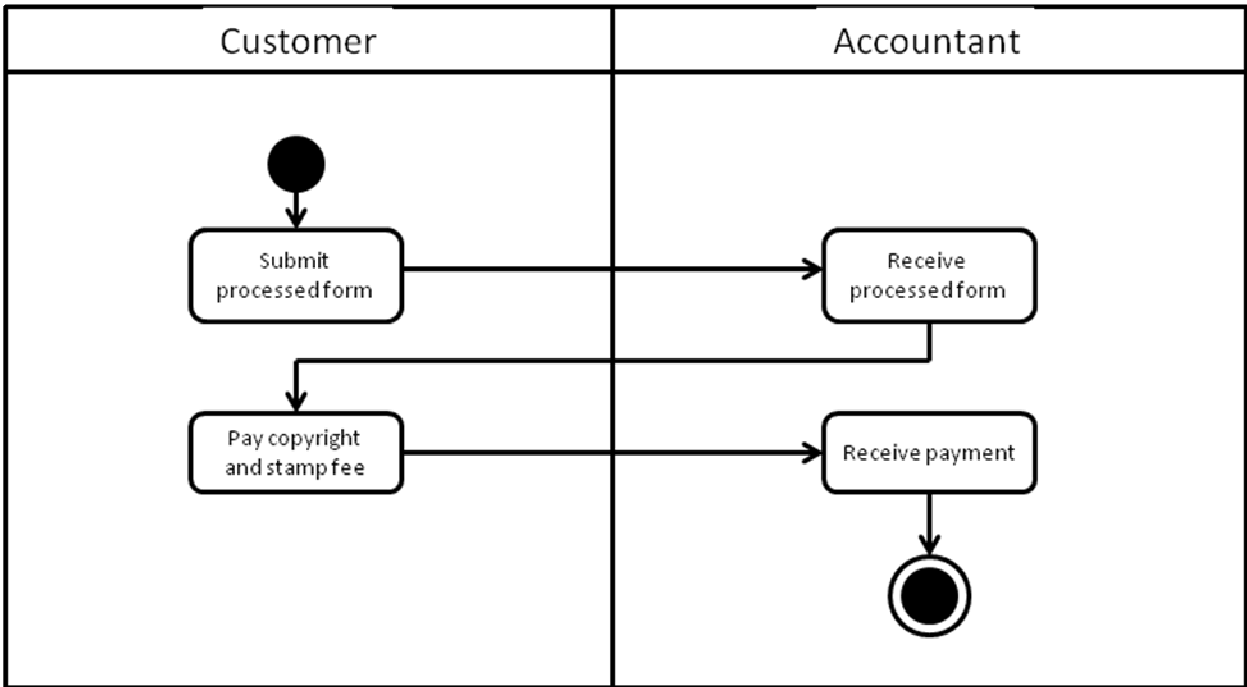 Customer
Accountant
Submit
processed form
Receive
processed form
Pay copyright
and stamp fee
Receive payment